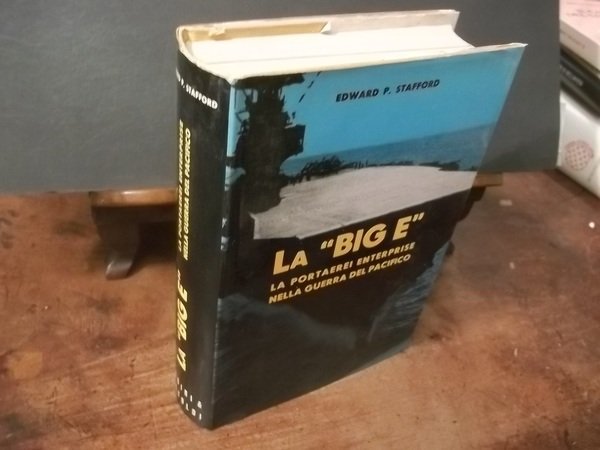 EDWARD P. STAFFORD
LA "BIG E"
LA PORTAEREI ENTERPRISE
NELLA GUERRA DEL PACIFICO
P. STAFFORD
LA "BIG E"
LA PORTAEREI ENTERPRISE
NELLA GUERRA DEL PACIFICO